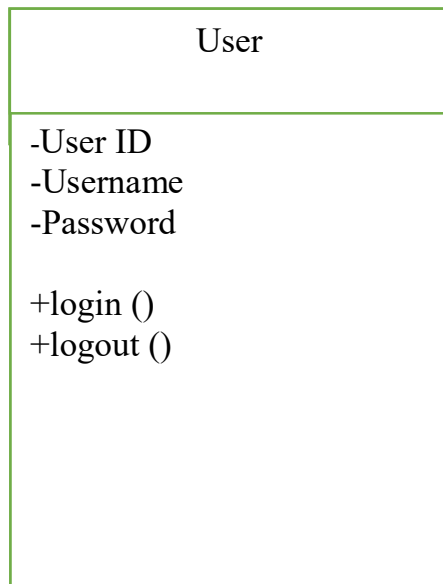 User
-User ID
-Username
-Password
+login ()
+logout ()